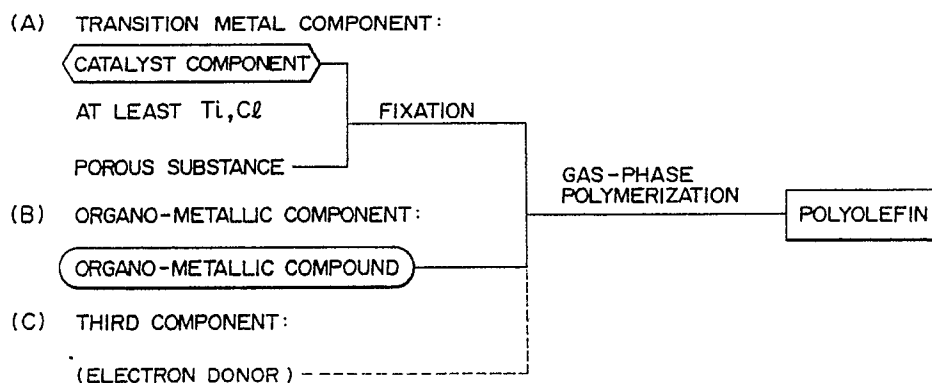 (A) TRANSITION METAL COMPONENT:
CATALYST COMPONENT
AT LEAST Ti,Cℓ
FIXATION
POROUS SUBSTANCE
GAS-PHASE
POLYMERIZATION
POLYOLEFIN
(B) ORGANO-METALLIC COMPONENT:
ORGANO-METALLIC COMPOUND
(C) THIRD COMPONENT:
(ELECTRON DONOR)